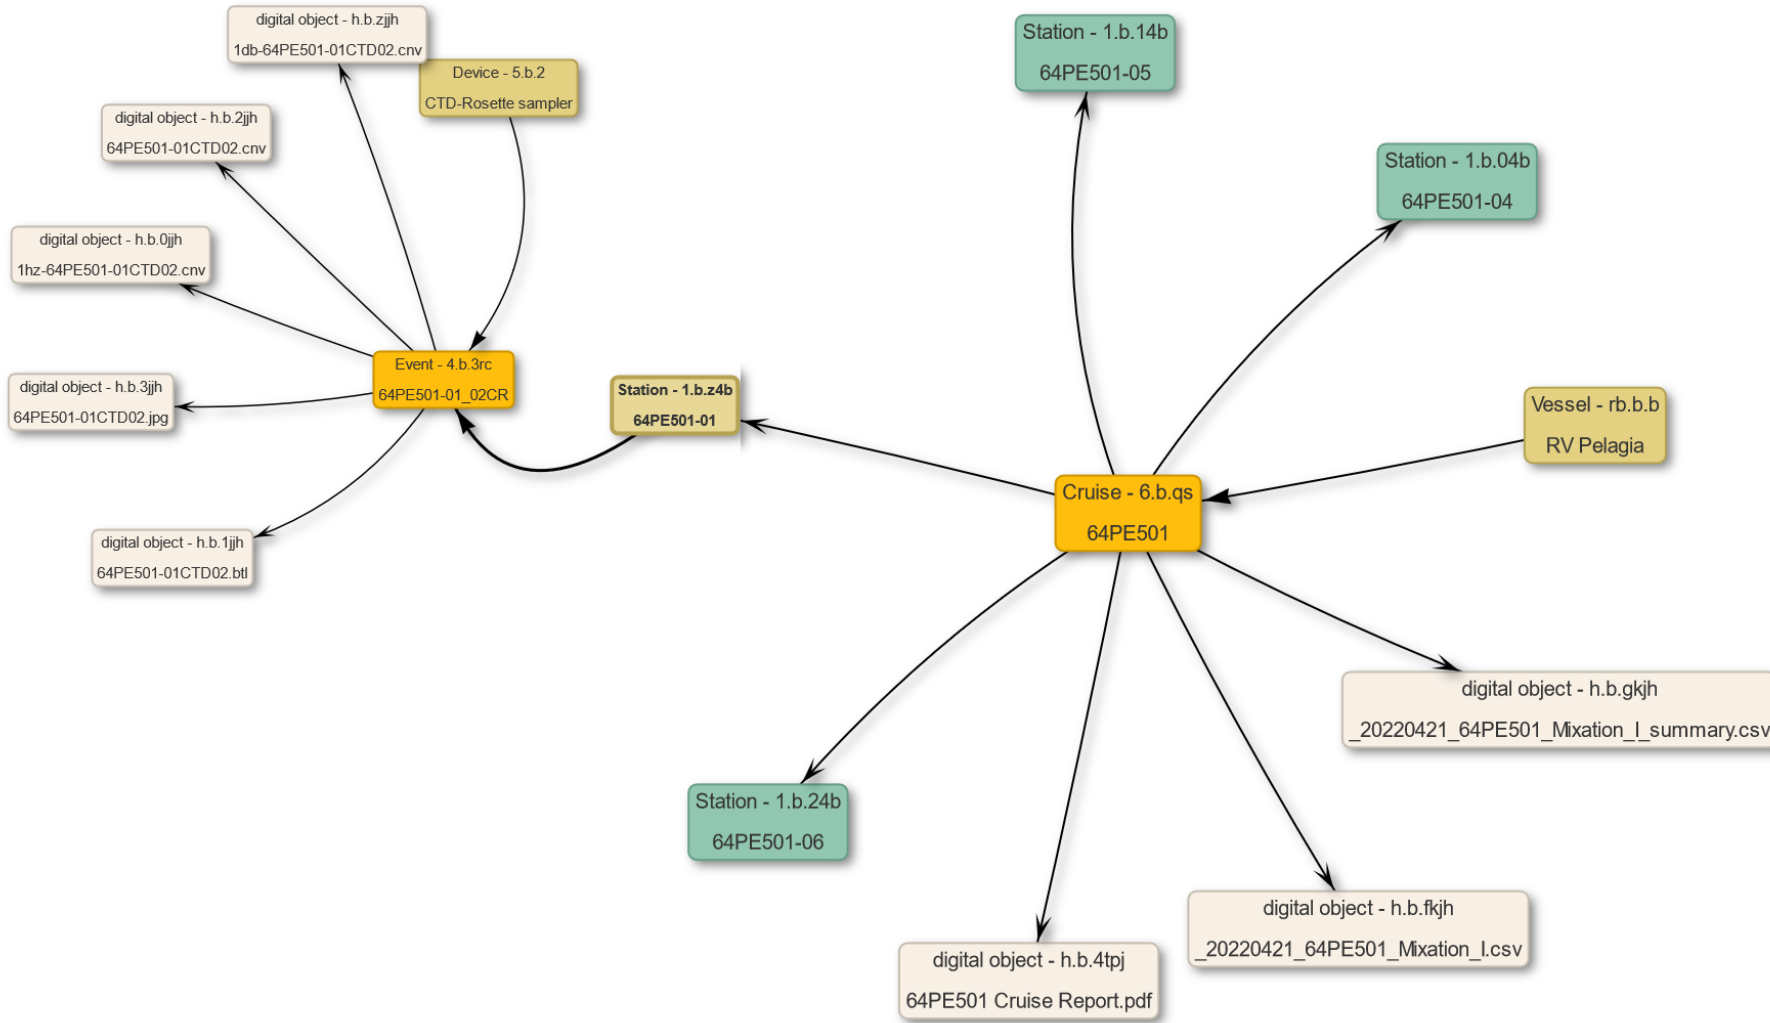 digital object - h.b.zjjh
1db-64PE501-01CTD02.cnv
Device - 5.b.2
CTD-Rosette sampler
digital object - h.b.2jjh
64PE501-01CTD02.cnv
digital object - h.b.0jjh
1hz-64PE501-01CTD02.cnv
digital object - h.b.3jjh
64PE501-01CTD02.jpg
Event - 4.b.3rc
64PE501-01_02CR
digital object - h.b.1jjh
64PE501-01CTD02.btl
Station - 1.b.z4b
64PE501-01
Station - 1.b.14b
64PE501-05
Station - 1.b.04b
64PE501-04
Vessel - rb.b.b
RV Pelagia
Cruise - 6.b.qs
64PE501
digital object - h.b.gkjh
_20220421_64PE501_Mixation_I_summary.csv
Station - 1.b.24b
64PE501-06
digital object - h.b.fkjh
_20220421_64PE501_Mixation_I.csv
digital object - h.b.4tpj
64PE501 Cruise Report.pdf